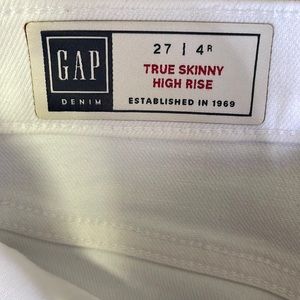 GAP
DENIM
27 | 4R
TRUE SKINNY
HIGH RISE
ESTABLISHED IN 1969